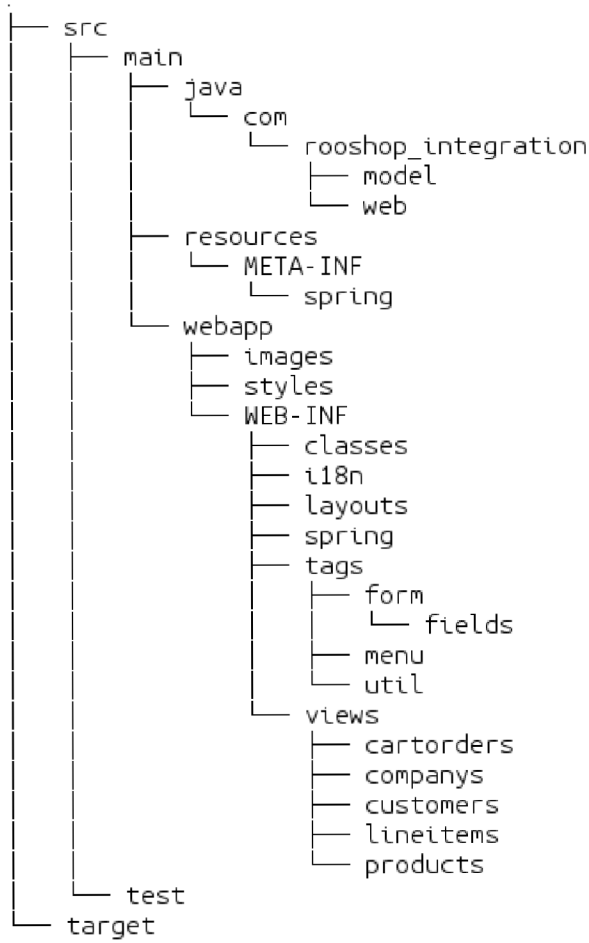 .
├── src
│   ├── main
│   │   ├── java
│   │   │   └── com
│   │   │       └── rooshop_integration
│   │   │           ├── model
│   │   │           └── web
│   │   ├── resources
│   │   │   └── META-INF
│   │   │       └── spring
│   │   └── webapp
│   │       ├── images
│   │       ├── styles
│   │       └── WEB-INF
│   │           ├── classes
│   │           ├── i18n
│   │           ├── layouts
│   │           ├── spring
│   │           ├── tags
│   │           │   ├── form
│   │           │   │   └── fields
│   │           │   ├── menu
│   │           │   └── util
│   │           └── views
│   │               ├── cartorders
│   │               ├── companys
│   │               ├── customers
│   │               ├── lineitems
│   │               └── products
│   └── test
└── target